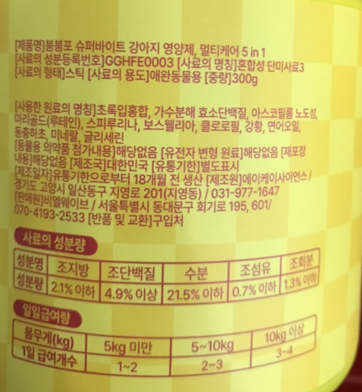 [제품명]붐붐포 슈퍼바이트 강아지 영양제, 멀티케어 5 in 1
[사료의 성분등록번호]GGHFE0003 [사료의 명칭]혼합성 단미사료3
[사료의 형태]스틱 [사료의 용도]애완동물용 [중량]300g
[사용한 원료의 명칭]초록입홍합, 가수분해 효소단백질, 아스코필룸 노도섬,
마리골드(루테인), 스피루리나, 보스웰리아, 클로로필, 강황, 연어오일,
동충하초, 미네랄, 글리세린
[동물용 의약품 첨가내용]해당없음 [유전자 변형 원료]해당없음 [재포장
내용]해당없음 [제조국]대한민국 [유통기한]별도표시
[제조일자]유통기한으로부터 18개월 전 생산 [제조원]에이케이사이언스 /
경기도 고양시 일산동구 지영로 201(지영동) / 031-977-1647
[판매원]비엘웨이브 / 서울특별시 동대문구 회기로 195, 601/
070-4193-2533 [반품 및 교환]구입처
사료의 성분량
성분명 조지방 조단백질 수분 조섬유 조회분
성분량 2.1% 이하 4.9% 이상 21.5% 이하 0.7% 이하 1.3% 이하
일일급여량
몸무게(kg) 5kg 미만 5~10kg 10kg 이상
1일 급여개수 1~2 2~3 3~4